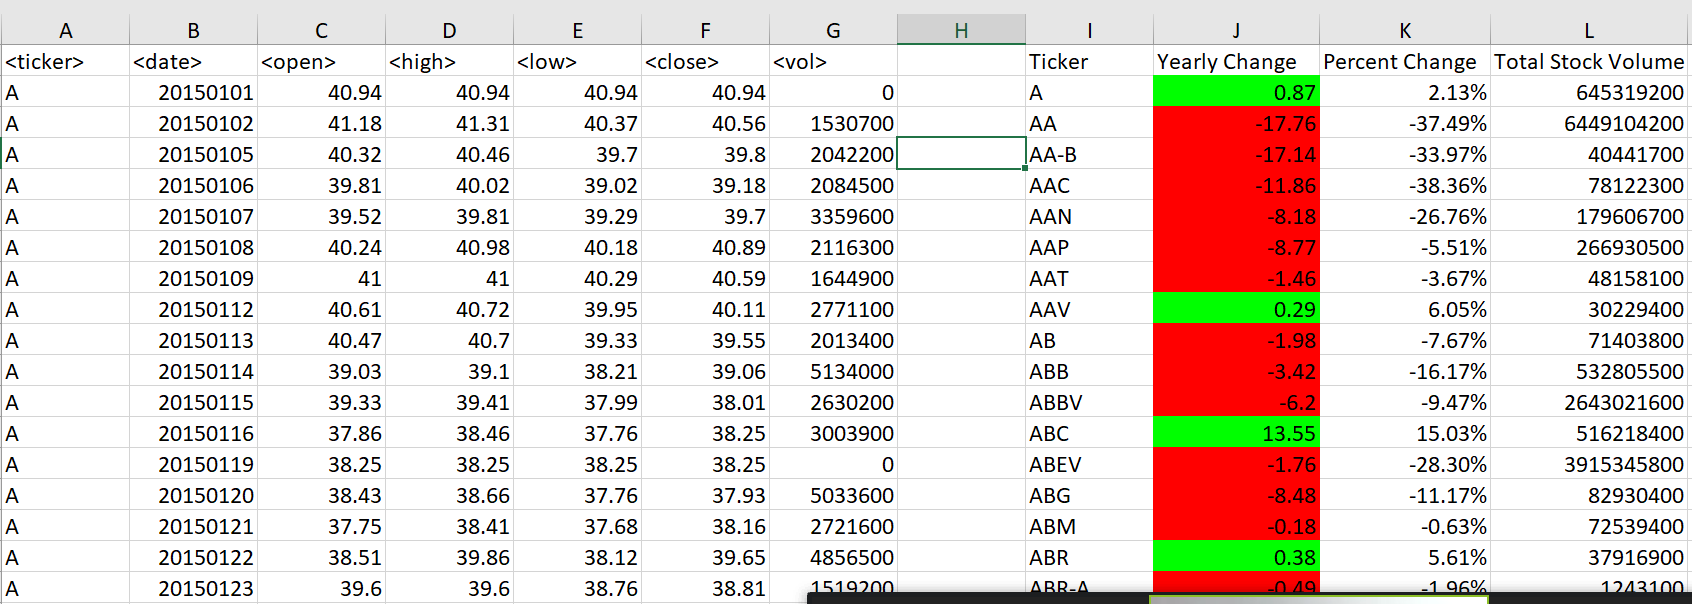 A B C D E F G H I J K L
<ticker> <date> <open> <high> <low> <close> <vol> Ticker Yearly Change Percent Change Total Stock Volume
A 20150101 40.94 40.94 40.94 40.94 0 A 0.87 2.13% 645319200
A 20150102 41.18 41.31 40.37 40.56 1530700 AA -17.76 -37.49% 6449104200
A 20150105 40.32 40.46 39.7 39.8 2042200 AA-B -17.14 -33.97% 40441700
A 20150106 39.81 40.02 39.02 39.18 2084500 AAC -11.86 -38.36% 78122300
A 20150107 39.52 39.81 39.29 39.7 3359600 AAN -8.18 -26.76% 179606700
A 20150108 40.24 40.98 40.18 40.89 2116300 AAP -8.77 -5.51% 266930500
A 20150109 41 41 40.29 40.59 1644900 AAT -1.46 -3.67% 48158100
A 20150112 40.61 40.72 39.95 40.11 2771100 AAV 0.29 6.05% 30229400
A 20150113 40.47 40.7 39.33 39.55 2013400 AB -1.98 -7.67% 71403800
A 20150114 39.03 39.1 38.21 39.06 5134000 ABB -3.42 -16.17% 532805500
A 20150115 39.33 39.41 37.99 38.01 2630200 ABBV -6.2 -9.47% 2643021600
A 20150116 37.86 38.46 37.76 38.25 3003900 ABC 13.55 15.03% 516218400
A 20150119 38.25 38.25 38.25 38.25 0 ABEV -1.76 -28.30% 3915345800
A 20150120 38.43 38.66 37.76 37.93 5033600 ABG -8.48 -11.17% 82930400
A 20150121 37.75 38.41 37.68 38.16 2721600 ABM -0.18 -0.63% 72539400
A 20150122 38.51 39.86 38.12 39.65 4856500 ABR 0.38 5.61% 37916900
A 20150123 39.6 39.6 38.76 38.81 1519200 ABR-A -0.49 -1.96% 1243100